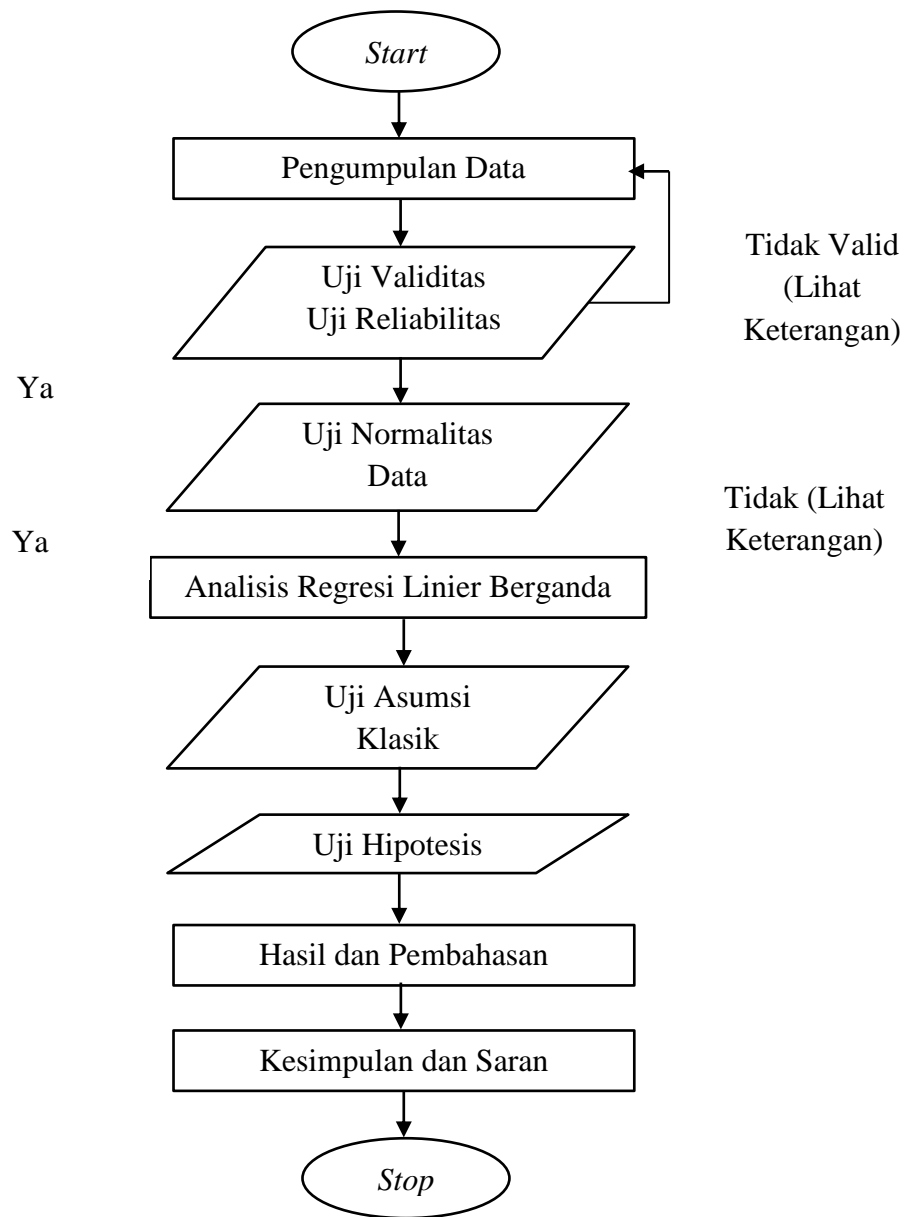 Start
Pengumpulan Data
Tidak Valid
(Lihat
Keterangan)
Uji Validitas
Uji Reliabilitas
Ya
Uji Normalitas
Data
Tidak (Lihat
Keterangan)
Ya
Analisis Regresi Linier Berganda
Uji Asumsi
Klasik
Uji Hipotesis
Hasil dan Pembahasan
Kesimpulan dan Saran
Stop